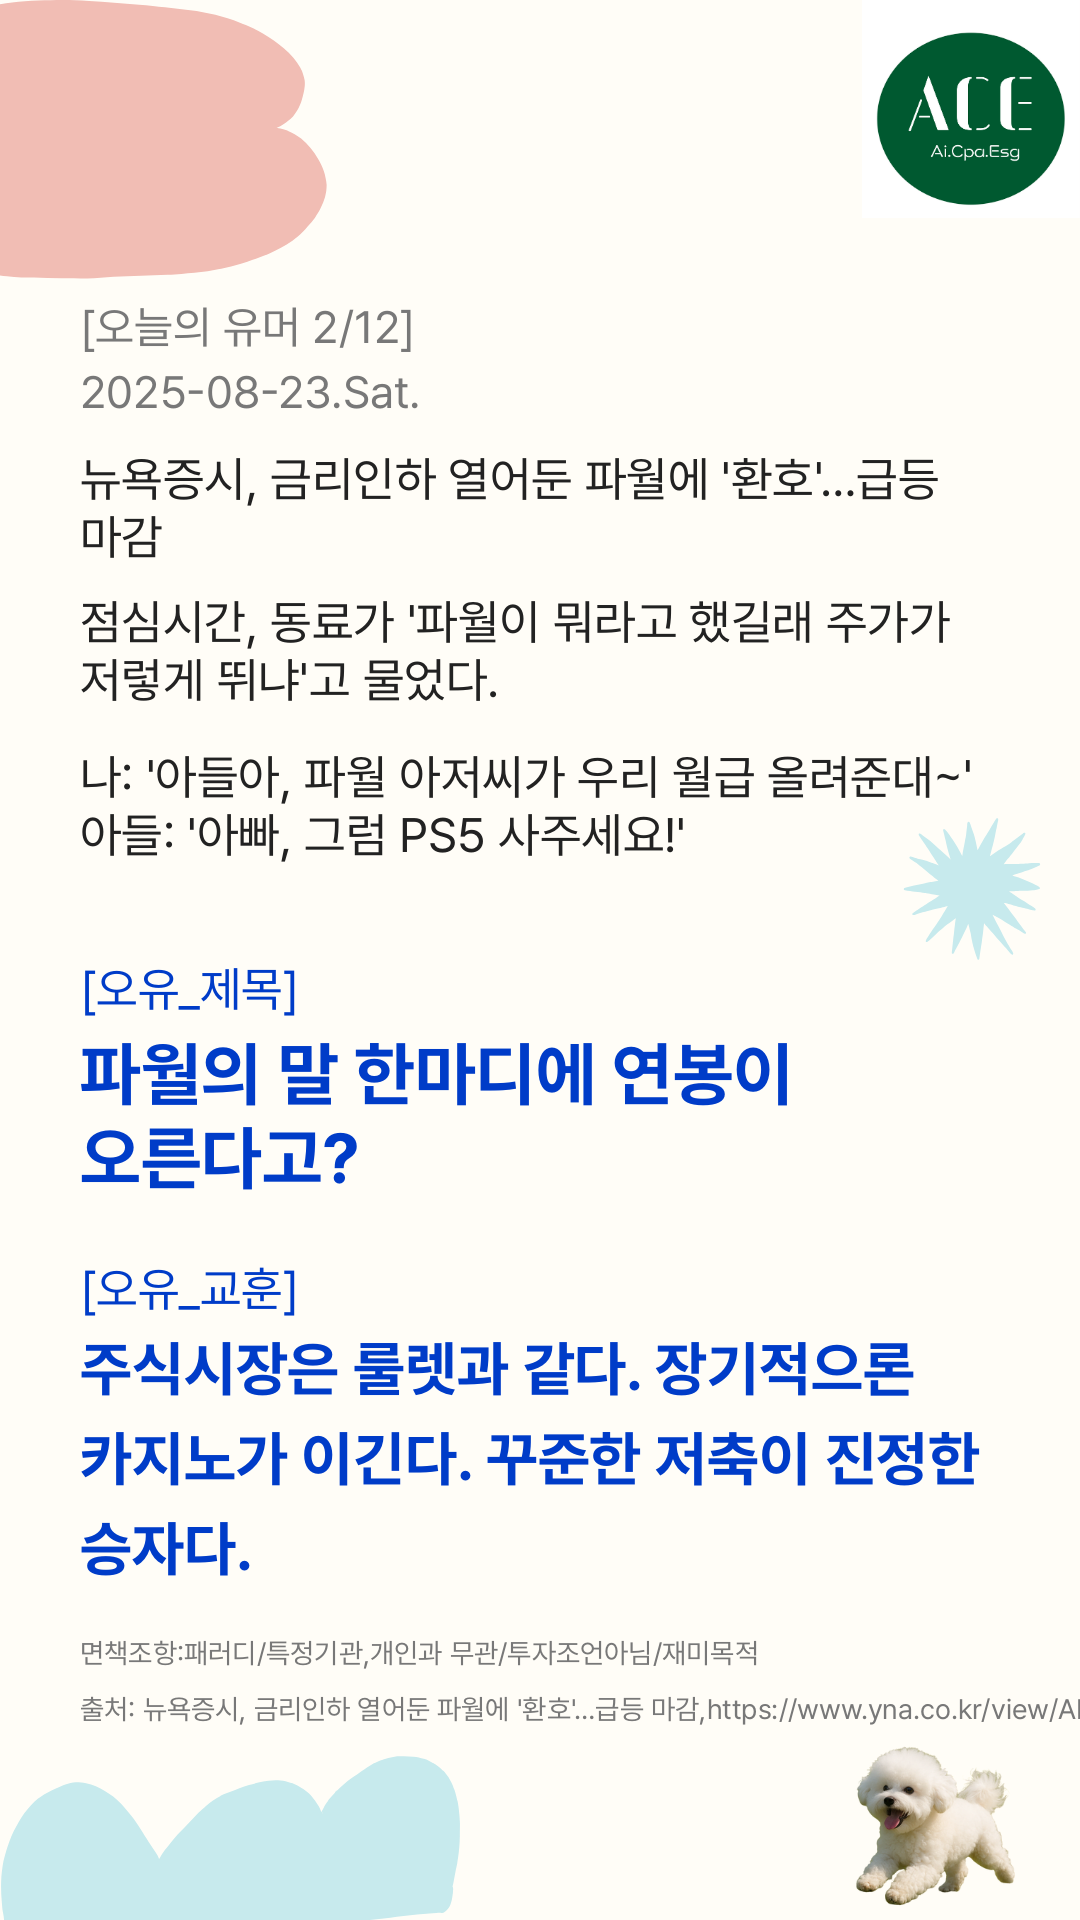 ACE
Ai.Cpa.Esg
[오늘의 유머 2/12]
2025-08-23.Sat.
뉴욕증시, 금리인하 열어둔 파월에 '환호'…급등
마감
점심시간, 동료가 '파월이 뭐라고 했길래 주가가
저렇게 뛰냐'고 물었다.
나: '아들아, 파월 아저씨가 우리 월급 올려준대~'
아들: '아빠, 그럼 PS5 사주세요!'
[오유_제목]
파월의 말 한마디에 연봉이
오른다고?
[오유_교훈]
주식시장은 룰렛과 같다. 장기적으론
카지노가 이긴다. 꾸준한 저축이 진정한
승자다.
면책조항:패러디/특정기관,개인과 무관/투자조언아님/재미목적
출처: 뉴욕증시, 금리인하 열어둔 파월에 '환호'…급등 마감,https://www.yna.co.kr/view/